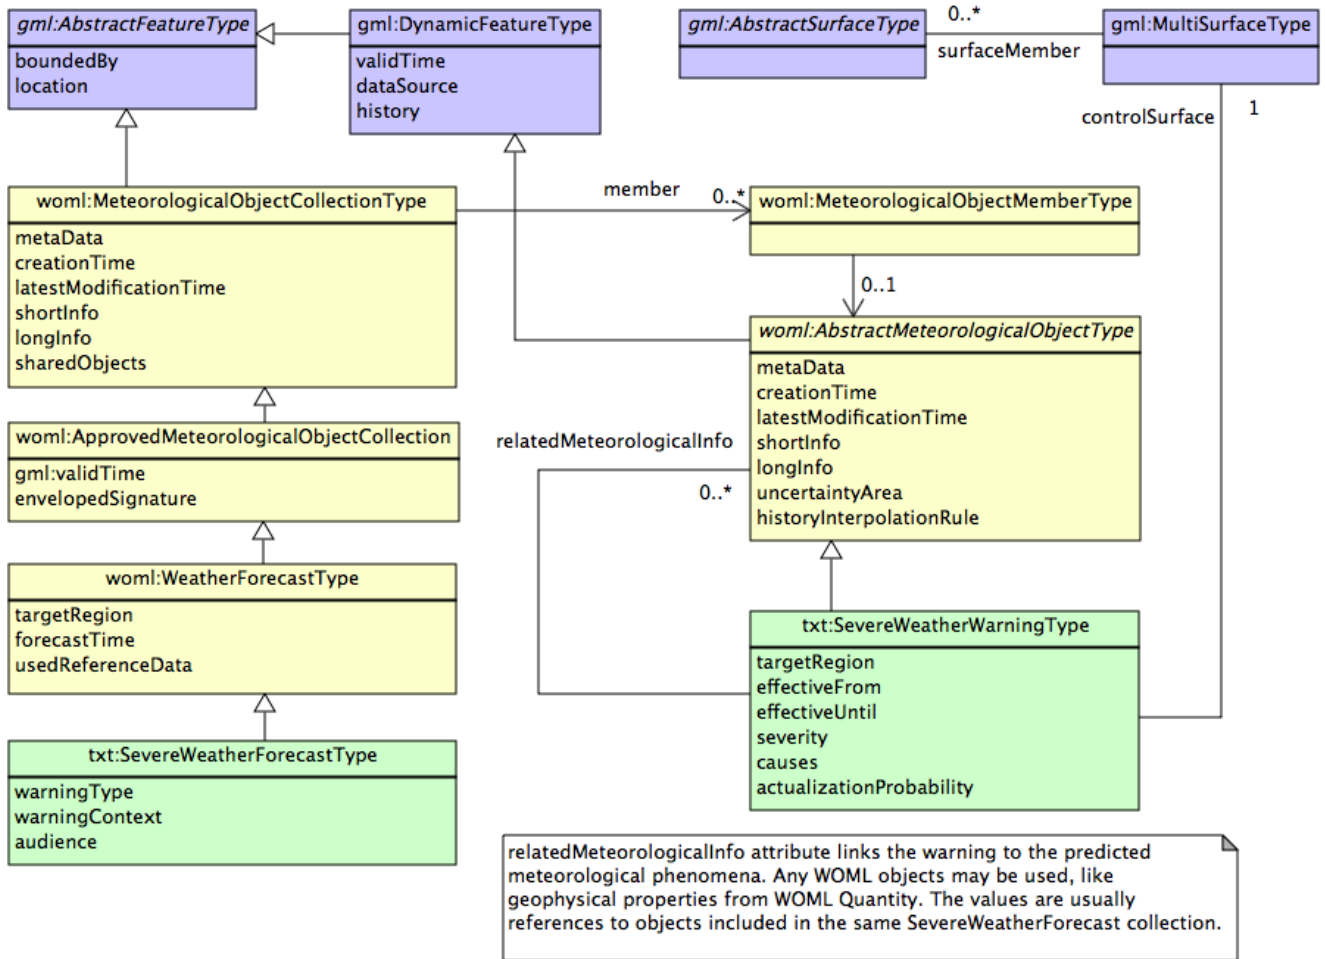 gml:AbstractFeatureType
boundedBy
location
gml:DynamicFeatureType
validTime
dataSource
history
gml:AbstractSurfaceType
0..*
surfaceMember
gml:MultiSurfaceType
controlSurface
1
woml:MeteorologicalObjectCollectionType
metaData
creationTime
latestModificationTime
shortInfo
longInfo
sharedObjects
member
0..*
woml:MeteorologicalObjectMemberType
0..1
woml:AbstractMeteorologicalObjectType
metaData
creationTime
latestModificationTime
shortInfo
longInfo
uncertaintyArea
historyInterpolationRule
woml:ApprovedMeteorologicalObjectCollection
gml:validTime
envelopedSignature
relatedMeteorologicalInfo
0..*
woml:WeatherForecastType
targetRegion
forecastTime
usedReferenceData
txt:SevereWeatherWarningType
targetRegion
effectiveFrom
effectiveUntil
severity
causes
actualizationProbability
txt:SevereWeatherForecastType
warningType
warningContext
audience
relatedMeteorologicalInfo attribute links the warning to the predicted
meteorological phenomena. Any WOML objects may be used, like
geophysical properties from WOML Quantity. The values are usually
references to objects included in the same SevereWeatherForecast collection.